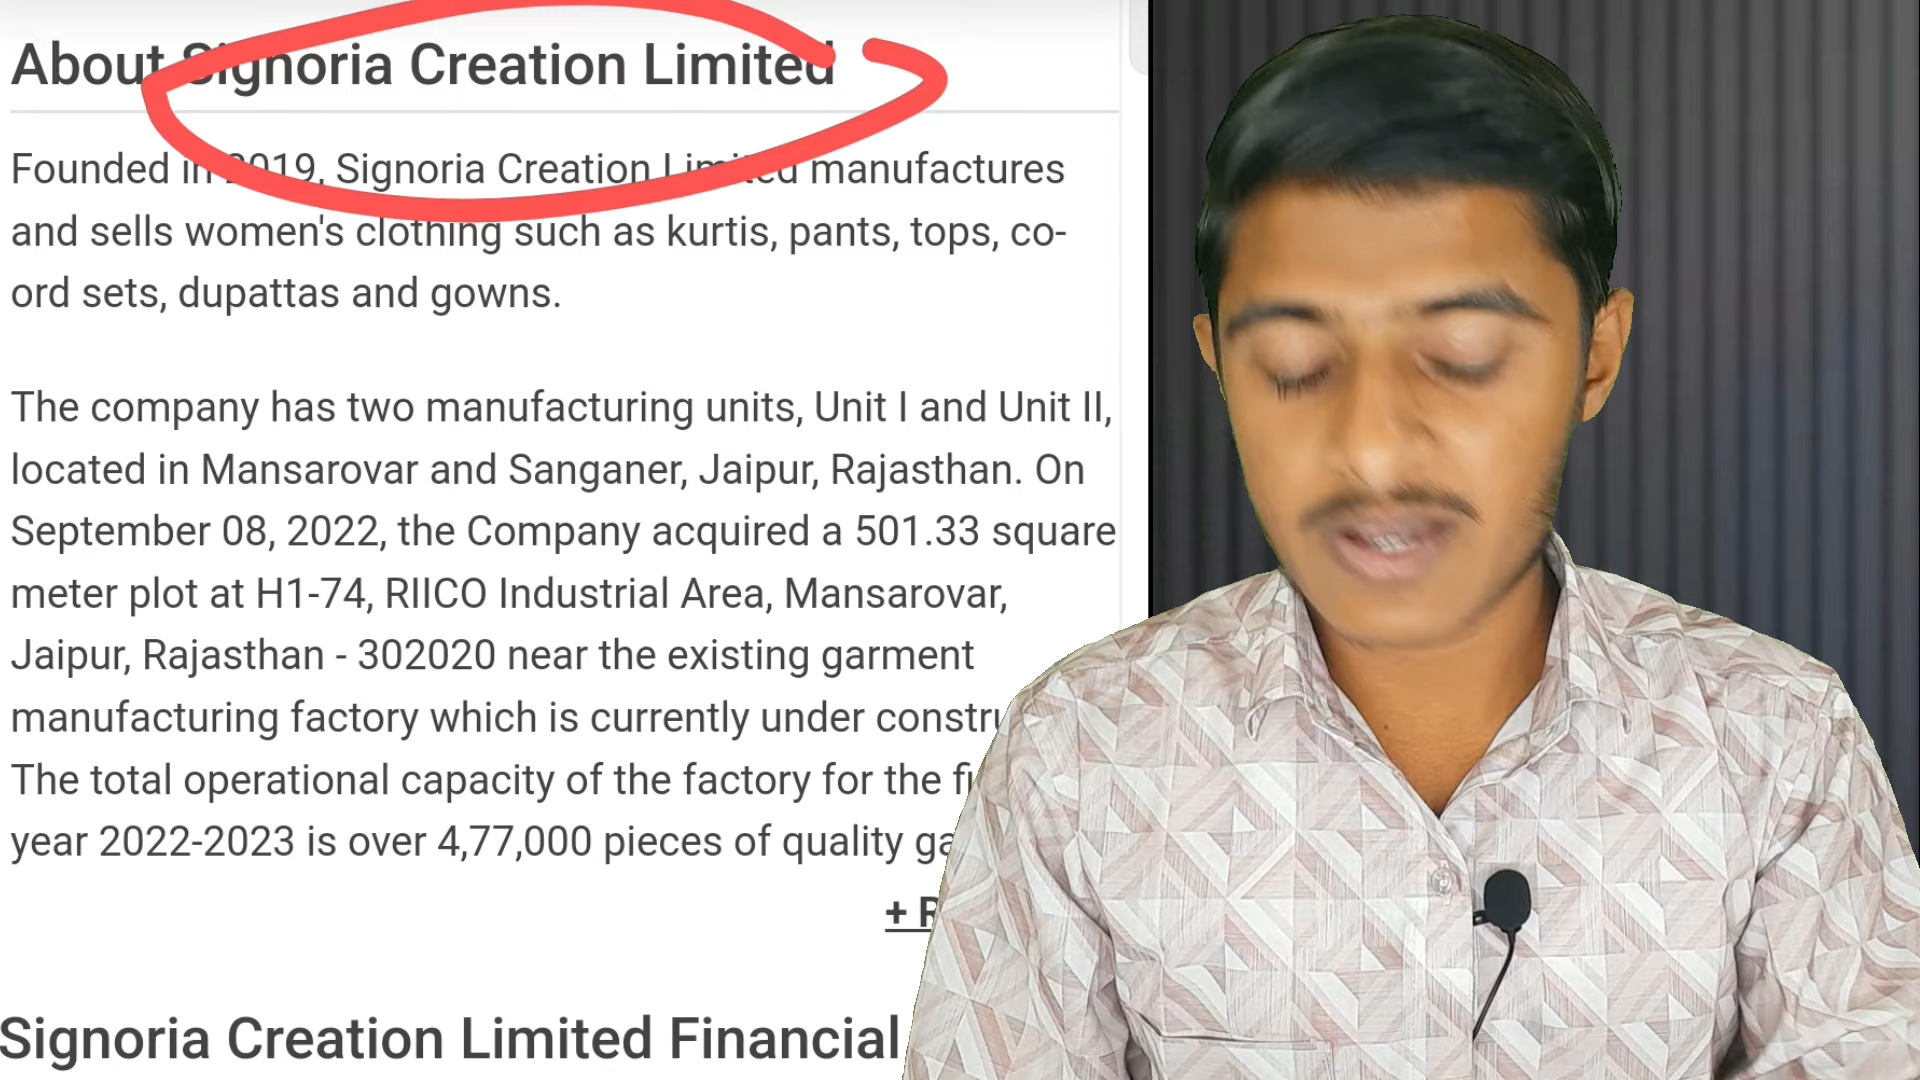 About Signoria Creation Limited
Founded in 2019, Signoria Creation Limited manufactures
and sells women's clothing such as kurtis, pants, tops, co-
ord sets, dupattas and gowns.
The company has two manufacturing units, Unit I and Unit II,
located in Mansarovar and Sanganer, Jaipur, Rajasthan. On
September 08, 2022, the Company acquired a 501.33 square
meter plot at H1-74, RIICO Industrial Area, Mansarovar,
Jaipur, Rajasthan - 302020 near the existing garment
manufacturing factory which is currently under constru
The total operational capacity of the factory for the fi
year 2022-2023 is over 4,77,000 pieces of quality ga
+ R
Signoria Creation Limited Financial